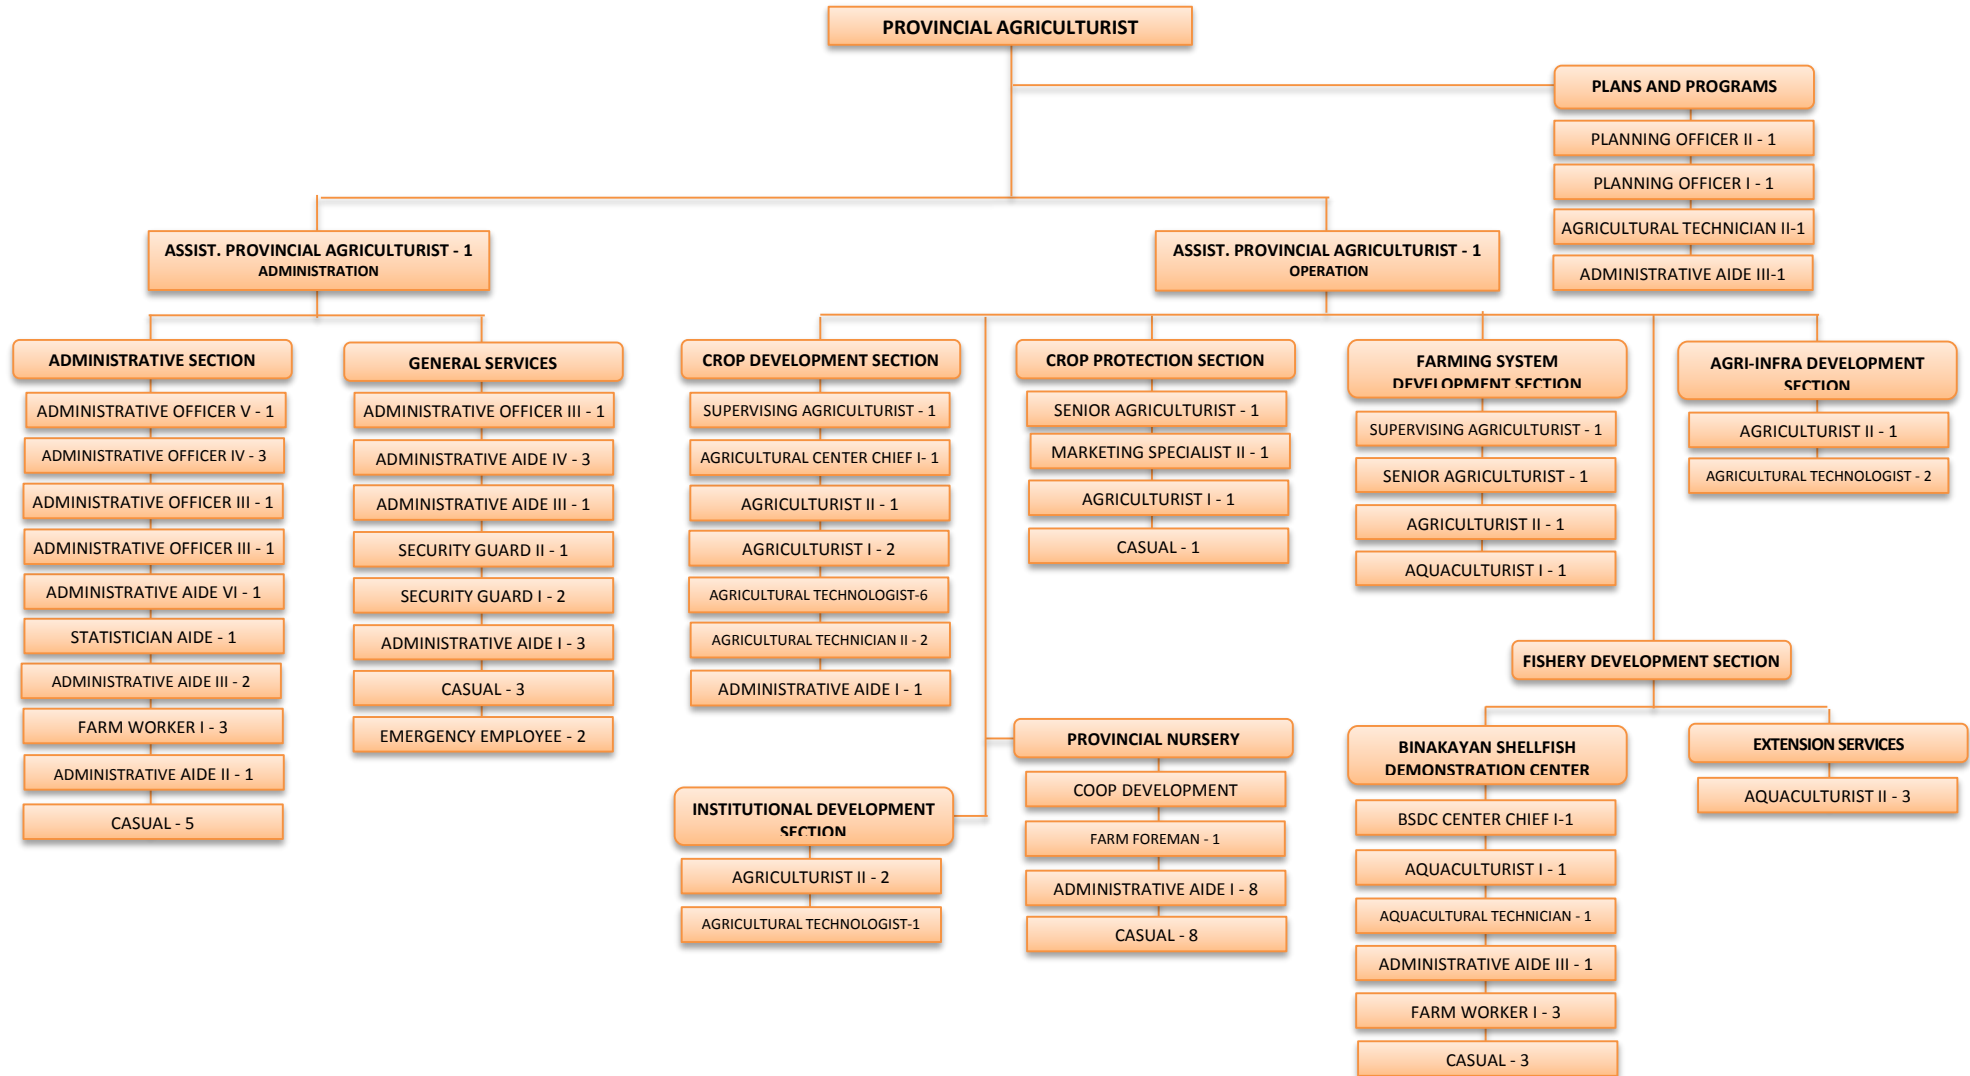 PROVINCIAL AGRICULTURIST
PLANS AND PROGRAMS
PLANNING OFFICER II - 1
PLANNING OFFICER I - 1
AGRICULTURAL TECHNICIAN II-1
ADMINISTRATIVE AIDE III-1
ASSIST. PROVINCIAL AGRICULTURIST - 1
ADMINISTRATION
ASSIST. PROVINCIAL AGRICULTURIST - 1
OPERATION
ADMINISTRATIVE SECTION
ADMINISTRATIVE OFFICER V - 1
ADMINISTRATIVE OFFICER IV - 3
ADMINISTRATIVE OFFICER III - 1
ADMINISTRATIVE OFFICER III - 1
ADMINISTRATIVE AIDE VI - 1
STATISTICIAN AIDE - 1
ADMINISTRATIVE AIDE III - 2
FARM WORKER I - 3
ADMINISTRATIVE AIDE II - 1
CASUAL - 5
GENERAL SERVICES
ADMINISTRATIVE OFFICER III - 1
ADMINISTRATIVE AIDE IV - 3
ADMINISTRATIVE AIDE III - 1
SECURITY GUARD II - 1
SECURITY GUARD I - 2
ADMINISTRATIVE AIDE I - 3
CASUAL - 3
EMERGENCY EMPLOYEE - 2
CROP DEVELOPMENT SECTION
SUPERVISING AGRICULTURIST - 1
AGRICULTURAL CENTER CHIEF I- 1
AGRICULTURIST II - 1
AGRICULTURIST I - 2
AGRICULTURAL TECHNOLOGIST-6
AGRICULTURAL TECHNICIAN II - 2
ADMINISTRATIVE AIDE I - 1
INSTITUTIONAL DEVELOPMENT
SECTION
AGRICULTURIST II - 2
AGRICULTURAL TECHNOLOGIST-1
CROP PROTECTION SECTION
SENIOR AGRICULTURIST - 1
MARKETING SPECIALIST II - 1
AGRICULTURIST I - 1
CASUAL - 1
PROVINCIAL NURSERY
COOP DEVELOPMENT
FARM FOREMAN - 1
ADMINISTRATIVE AIDE I - 8
CASUAL - 8
FARMING SYSTEM
DEVELOPMENT SECTION
SUPERVISING AGRICULTURIST - 1
SENIOR AGRICULTURIST - 1
AGRICULTURIST II - 1
AQUACULTURIST I - 1
AGRI-INFRA DEVELOPMENT
SECTION
AGRICULTURIST II - 1
AGRICULTURAL TECHNOLOGIST - 2
FISHERY DEVELOPMENT SECTION
BINAKAYAN SHELLFISH
DEMONSTRATION CENTER
BSDC CENTER CHIEF I-1
AQUACULTURIST I - 1
AQUACULTURAL TECHNICIAN - 1
ADMINISTRATIVE AIDE III - 1
FARM WORKER I - 3
CASUAL - 3
EXTENSION SERVICES
AQUACULTURIST II - 3